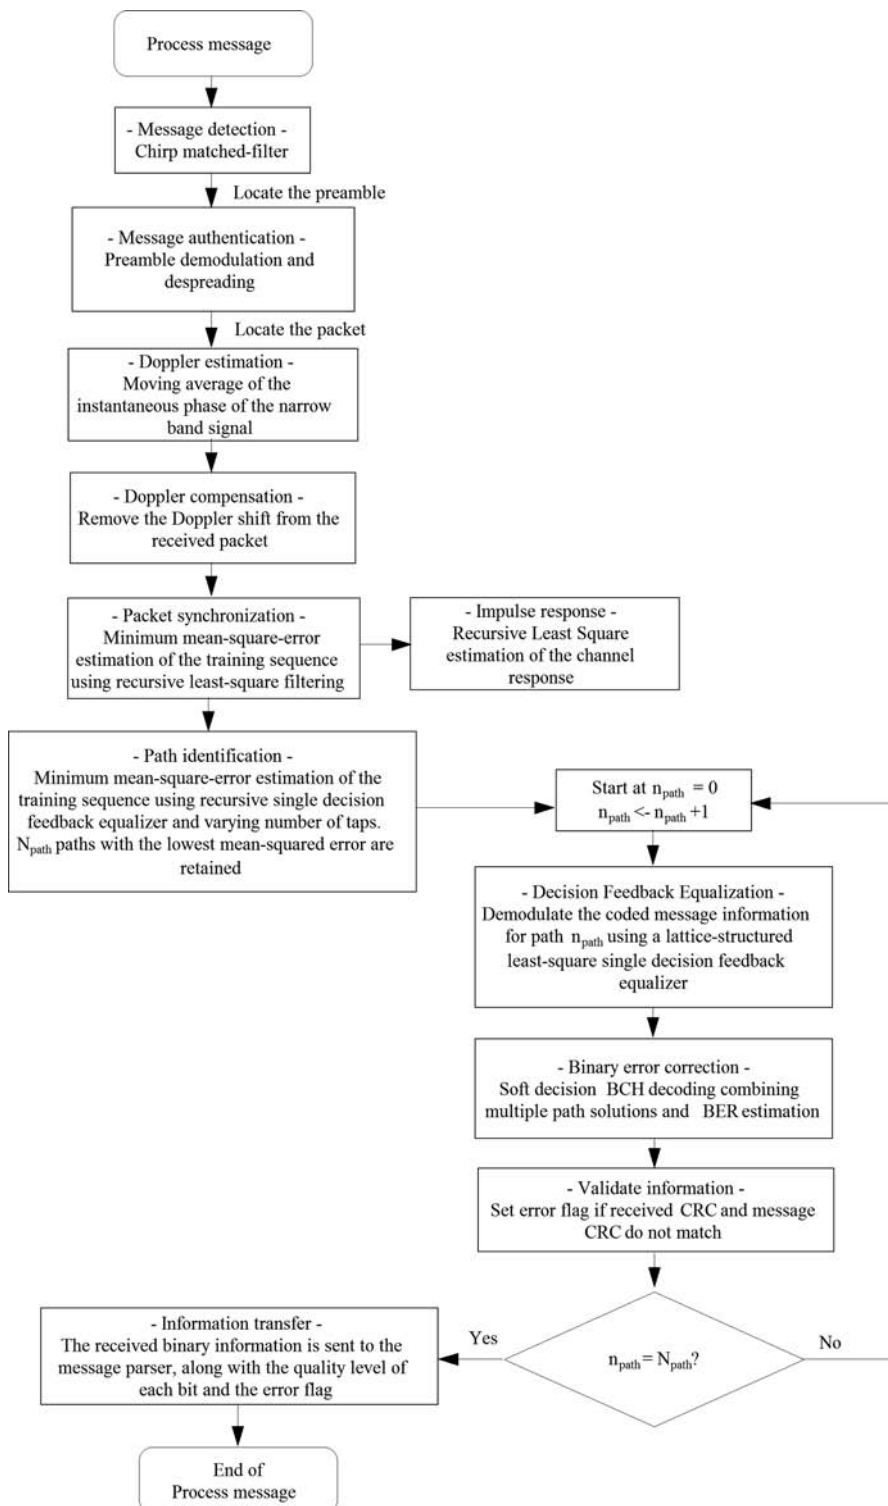 Process message
- Message detection -
Chirp matched-filter
Locate the preamble
- Message authentication -
Preamble demodulation and
despreading
Locate the packet
- Doppler estimation -
Moving average of the
instantaneous phase of the narrow
band signal
- Doppler compensation -
Remove the Doppler shift from the
received packet
- Packet synchronization -
Minimum mean-square-error
estimation of the training sequence
using recursive least-square filtering
- Impulse response -
Recursive Least Square
estimation of the channel
response
- Path identification -
Minimum mean-square-error estimation of the
training sequence using recursive single decision
feedback equalizer and varying number of taps.
Npath paths with the lowest mean-squared error are
retained
Start at npath = 0
npath <- npath +1
- Decision Feedback Equalization -
Demodulate the coded message information
for path npath using a lattice-structured
least-square single decision feedback
equalizer
- Binary error correction -
Soft decision BCH decoding combining
multiple path solutions and BER estimation
- Validate information -
Set error flag if received CRC and message
CRC do not match
npath = Npath?
Yes
No
- Information transfer -
The received binary information is sent to the
message parser, along with the quality level of
each bit and the error flag
End of
Process message